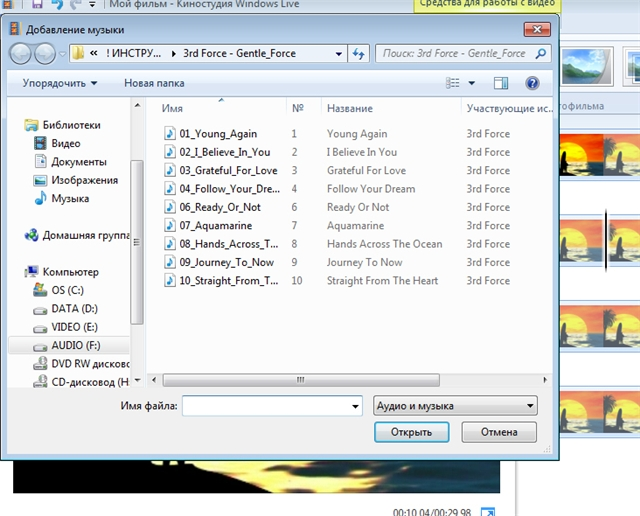 Мой фильм - Киностудия Windows Live
Средства для работы с видео
Добавление музыки
« ! ИНСТРУ... ▸ 3rd Force - Gentle_Force
Поиск: 3rd Force - Gentle_Force
Упорядочить Новая папка
Имя № Название Участвующие ис...
Библиотеки
Видео
Документы
Изображения
Музыка
Домашняя группа
Компьютер
OS (C:)
DATA (D:)
VIDEO (E:)
AUDIO (F:)
DVD RW дисково
CD-дисковод (H:
01_Young_Again 1 Young Again 3rd Force
02_I_Believe_In_You 2 I Believe In You 3rd Force
03_Grateful_For_Love 3 Grateful For Love 3rd Force
04_Follow_Your_Dre... 4 Follow Your Dream 3rd Force
06_Ready_Or_Not 6 Ready Or Not 3rd Force
07_Aquamarine 7 Aquamarine 3rd Force
08_Hands_Across_T... 8 Hands Across The Ocean 3rd Force
09_Journey_To_Now 9 Journey To Now 3rd Force
10_Straight_From_T... 10 Straight From The Heart 3rd Force
тофильма
Имя файла:
Аудио и музыка
Открыть Отмена
00:10,04/00:29,98